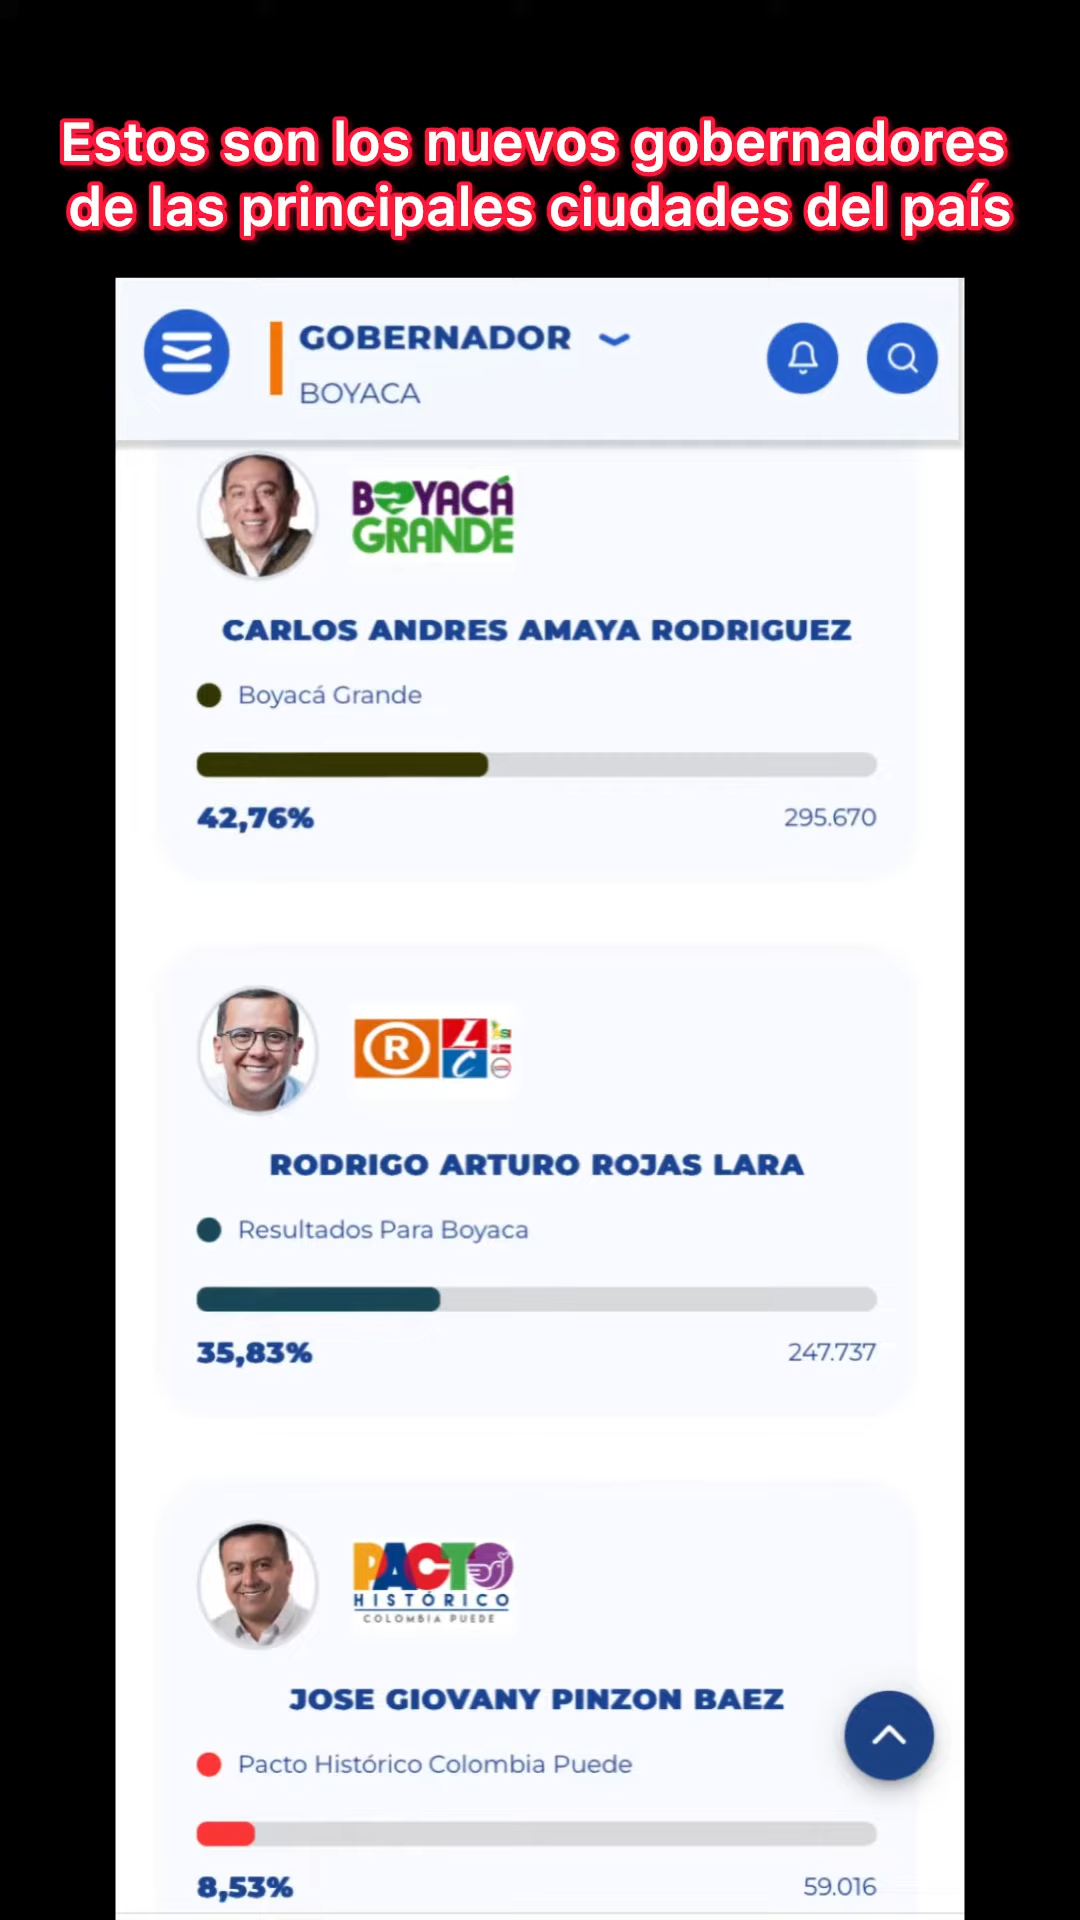 Estos son los nuevos gobernadores
de las principales ciudades del país
GOBERNADOR
BOYACA
BOYACÁ
GRANDE
CARLOS ANDRES AMAYA RODRIGUEZ
Boyacá Grande
42,76% 295.670
R L C
RODRIGO ARTURO ROJAS LARA
Resultados Para Boyaca
35,83% 247.737
PACTO
HISTÓRICO
COLOMBIA PUEDE
JOSE GIOVANY PINZON BAEZ
Pacto Histórico Colombia Puede
8,53% 59.016